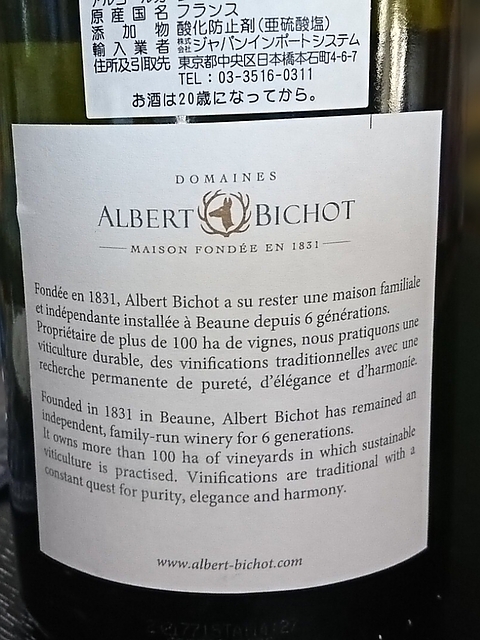 原産国名 フランス
添加物 酸化防止剤(亜硫酸塩)
輸入業者 株式会社ジャパンインポートシステム
住所及引取先 東京都中央区日本橋本石町4-6-7
TEL:03-3516-0311
お酒は20歳になってから。
DOMAINES
ALBERT BICHOT
MAISON FONDÉE EN 1831
Fondée en 1831, Albert Bichot a su rester une maison familiale
et indépendante installée à Beaune depuis 6 générations.
Propriétaire de plus de 100 ha de vignes, nous pratiquons une
viticulture durable, des vinifications traditionnelles avec une
recherche permanente de pureté, d'élégance et d'harmonie.
Founded in 1831 in Beaune, Albert Bichot has remained an
independent, family-run winery for 6 generations.
It owns more than 100 ha of vineyards in which sustainable
viticulture is practised. Vinifications are traditional with a
constant quest for purity, elegance and harmony.
www.albert-bichot.com